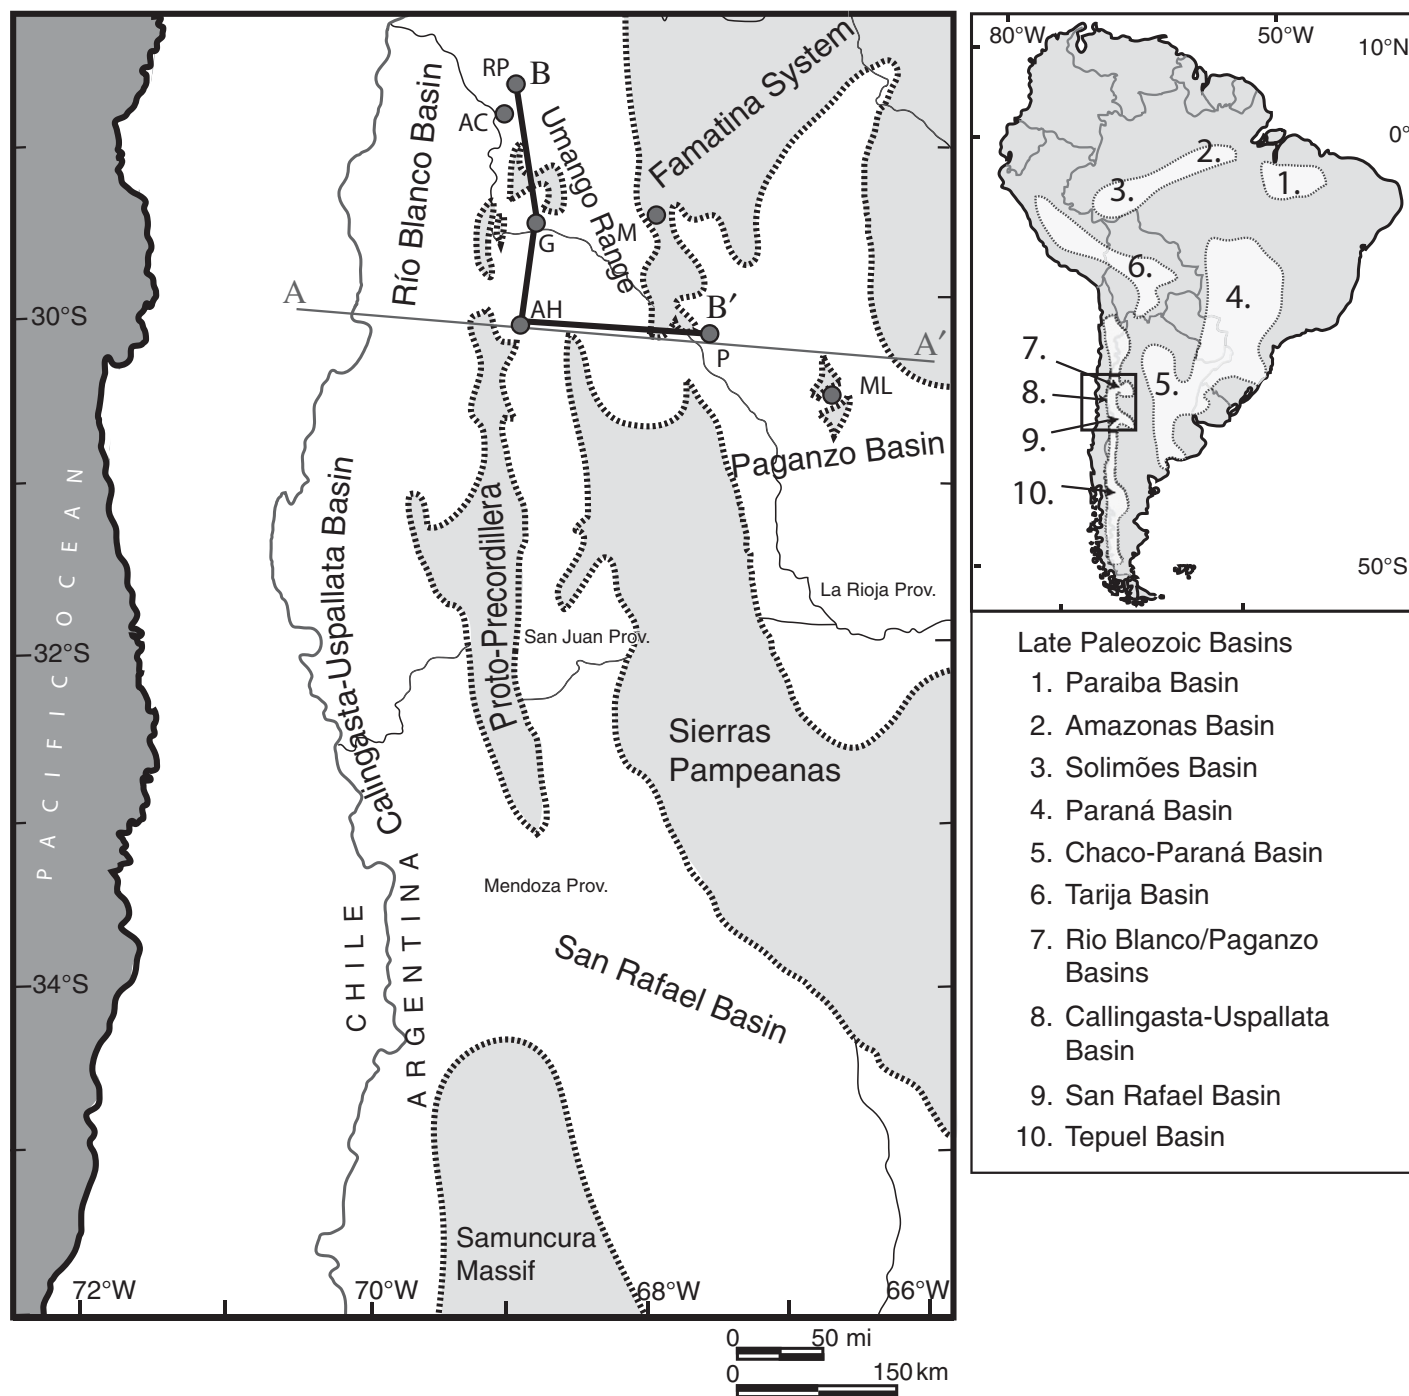 RP
B
AC
Río Blanco Basin
Umango Range
Famatina System
G
M
A
AH
B′
P
A′
ML
30°S
Paganzo Basin
Calingasta-Uspallata Basin
Proto-Precordillera
La Rioja Prov.
San Juan Prov.
32°S
PACIFIC OCEAN
Sierras
Pampeanas
Mendoza Prov.
CHILE
ARGENTINA
San Rafael Basin
34°S
Samuncura
Massif
72°W
70°W
68°W
66°W
0
50 mi
0
150 km
80°W
50°W
10°N
0°
50°S
1.
2.
3.
4.
5.
6.
7.
8.
9.
10.
Late Paleozoic Basins
1. Paraiba Basin
2. Amazonas Basin
3. Solimões Basin
4. Paraná Basin
5. Chaco-Paraná Basin
6. Tarija Basin
7. Rio Blanco/Paganzo
Basins
8. Callingasta-Uspallata
Basin
9. San Rafael Basin
10. Tepuel Basin